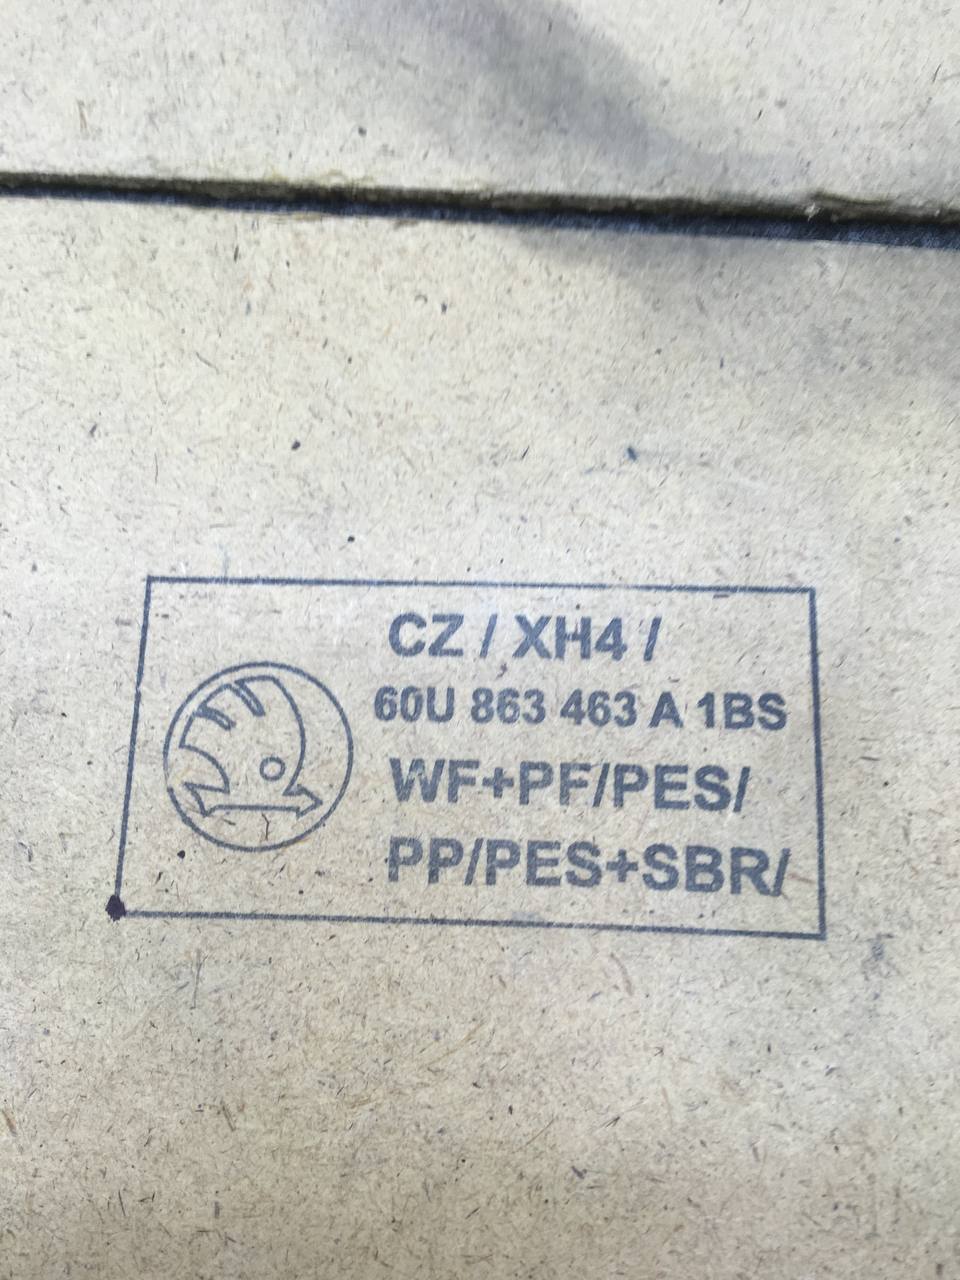 CZ / XH4 /
60U 863 463 A 1BS
WF+PF/PES/
PP/PES+SBR/